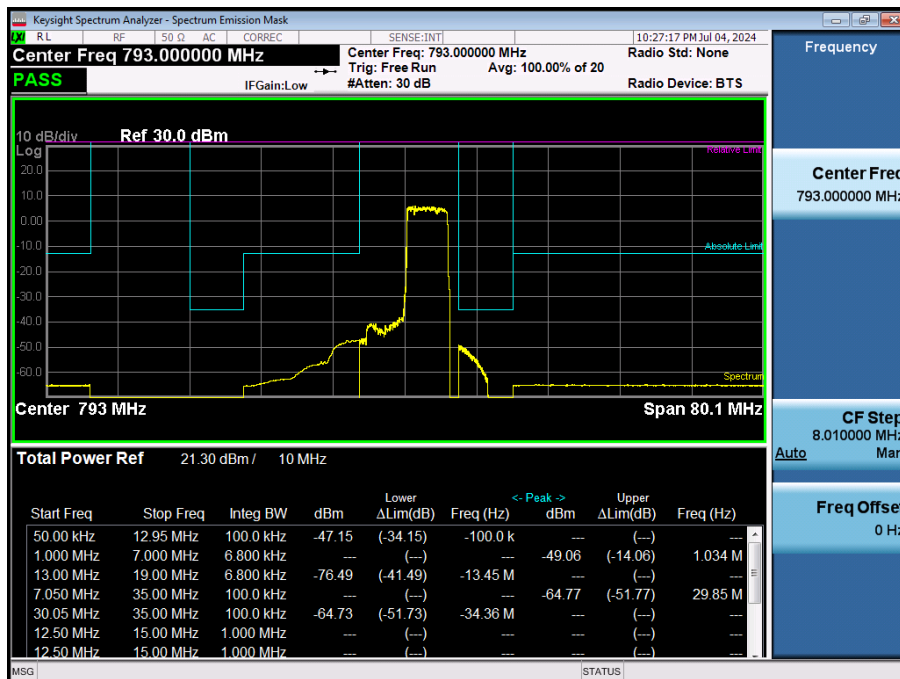 Keysight Spectrum Analyzer - Spectrum Emission Mask
LXI RL RF 50 Ω AC CORREC SENSE:INT 10:27:17 PM Jul 04, 2024
Center Freq 793.000000 MHz Center Freq: 793.000000 MHz Radio Std: None
Trig: Free Run Avg: 100.00% of 20
PASS IFGain:Low #Atten: 30 dB Radio Device: BTS
10 dB/div Ref 30.0 dBm
Log
Relative Limit
20.0
10.0
0.00
Absolute Limit
-10.0
-20.0
-30.0
-40.0
-50.0
-60.0
Spectrum
Center 793 MHz Span 80.1 MHz
Total Power Ref 21.30 dBm / 10 MHz
Lower <- Peak -> Upper
Start Freq Stop Freq Integ BW dBm ΔLim(dB) Freq (Hz) dBm ΔLim(dB) Freq (Hz)
50.00 kHz 12.95 MHz 100.0 kHz -47.15 (-34.15) -100.0 k --- (---) ---
1.000 MHz 7.000 MHz 6.800 kHz --- (---) --- -49.06 (-14.06) 1.034 M
13.00 MHz 19.00 MHz 6.800 kHz -76.49 (-41.49) -13.45 M --- (---) ---
7.050 MHz 35.00 MHz 100.0 kHz --- (---) --- -64.77 (-51.77) 29.85 M
30.05 MHz 35.00 MHz 100.0 kHz -64.73 (-51.73) -34.36 M --- (---) ---
12.50 MHz 15.00 MHz 1.000 MHz --- (---) --- --- (---) ---
12.50 MHz 15.00 MHz 1.000 MHz --- (---) --- --- (---) ---
MSG STATUS
Frequency
Center Freq
793.000000 MHz
CF Step
8.010000 MHz
Auto Man
Freq Offset
0 Hz